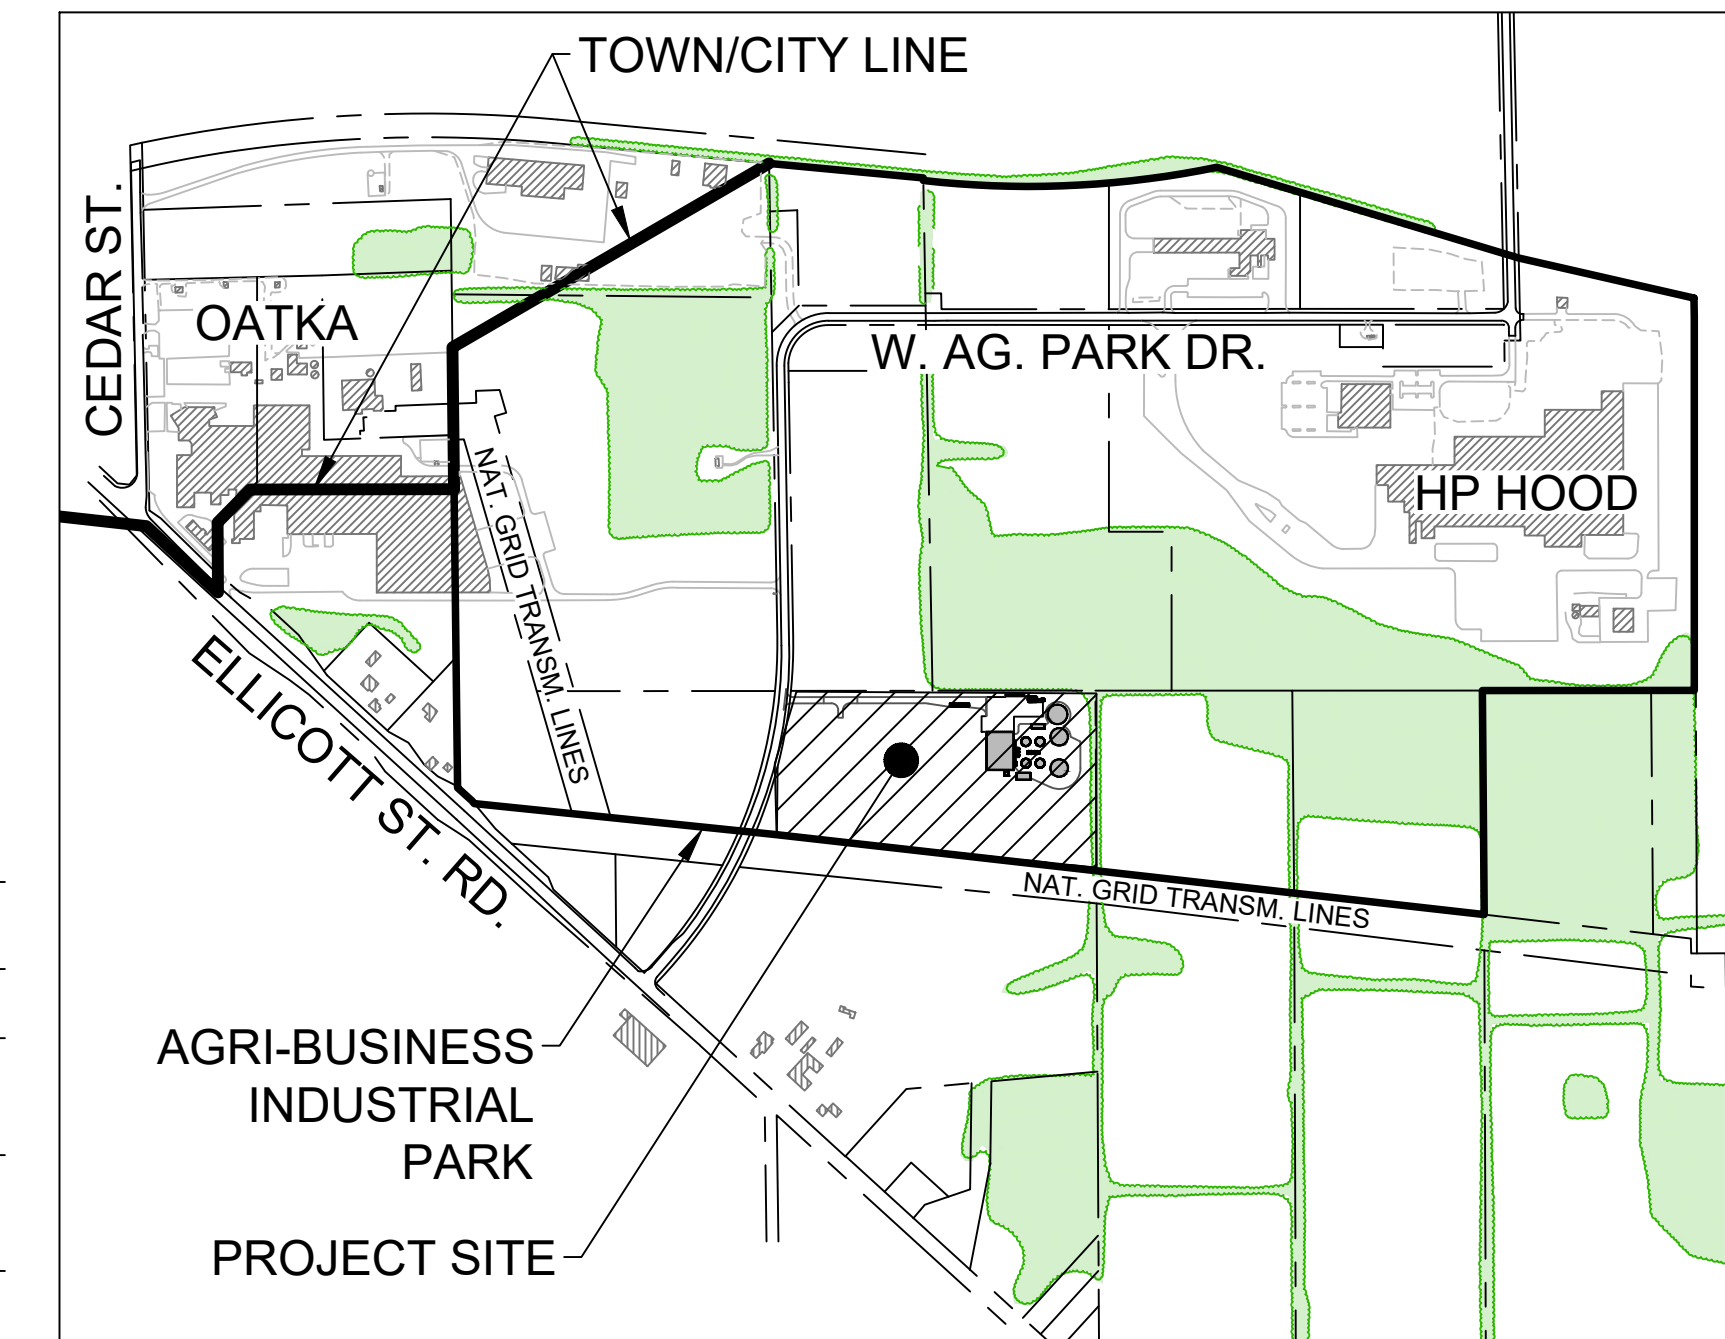 TOWN/CITY LINE
CEDAR ST.
OATKA
W. AG. PARK DR.
HP HOOD
NAT. GRID TRANSM. LINES
ELLICOTT ST. RD.
NAT. GRID TRANSM. LINES
AGRI-BUSINESS
INDUSTRIAL
PARK
PROJECT SITE